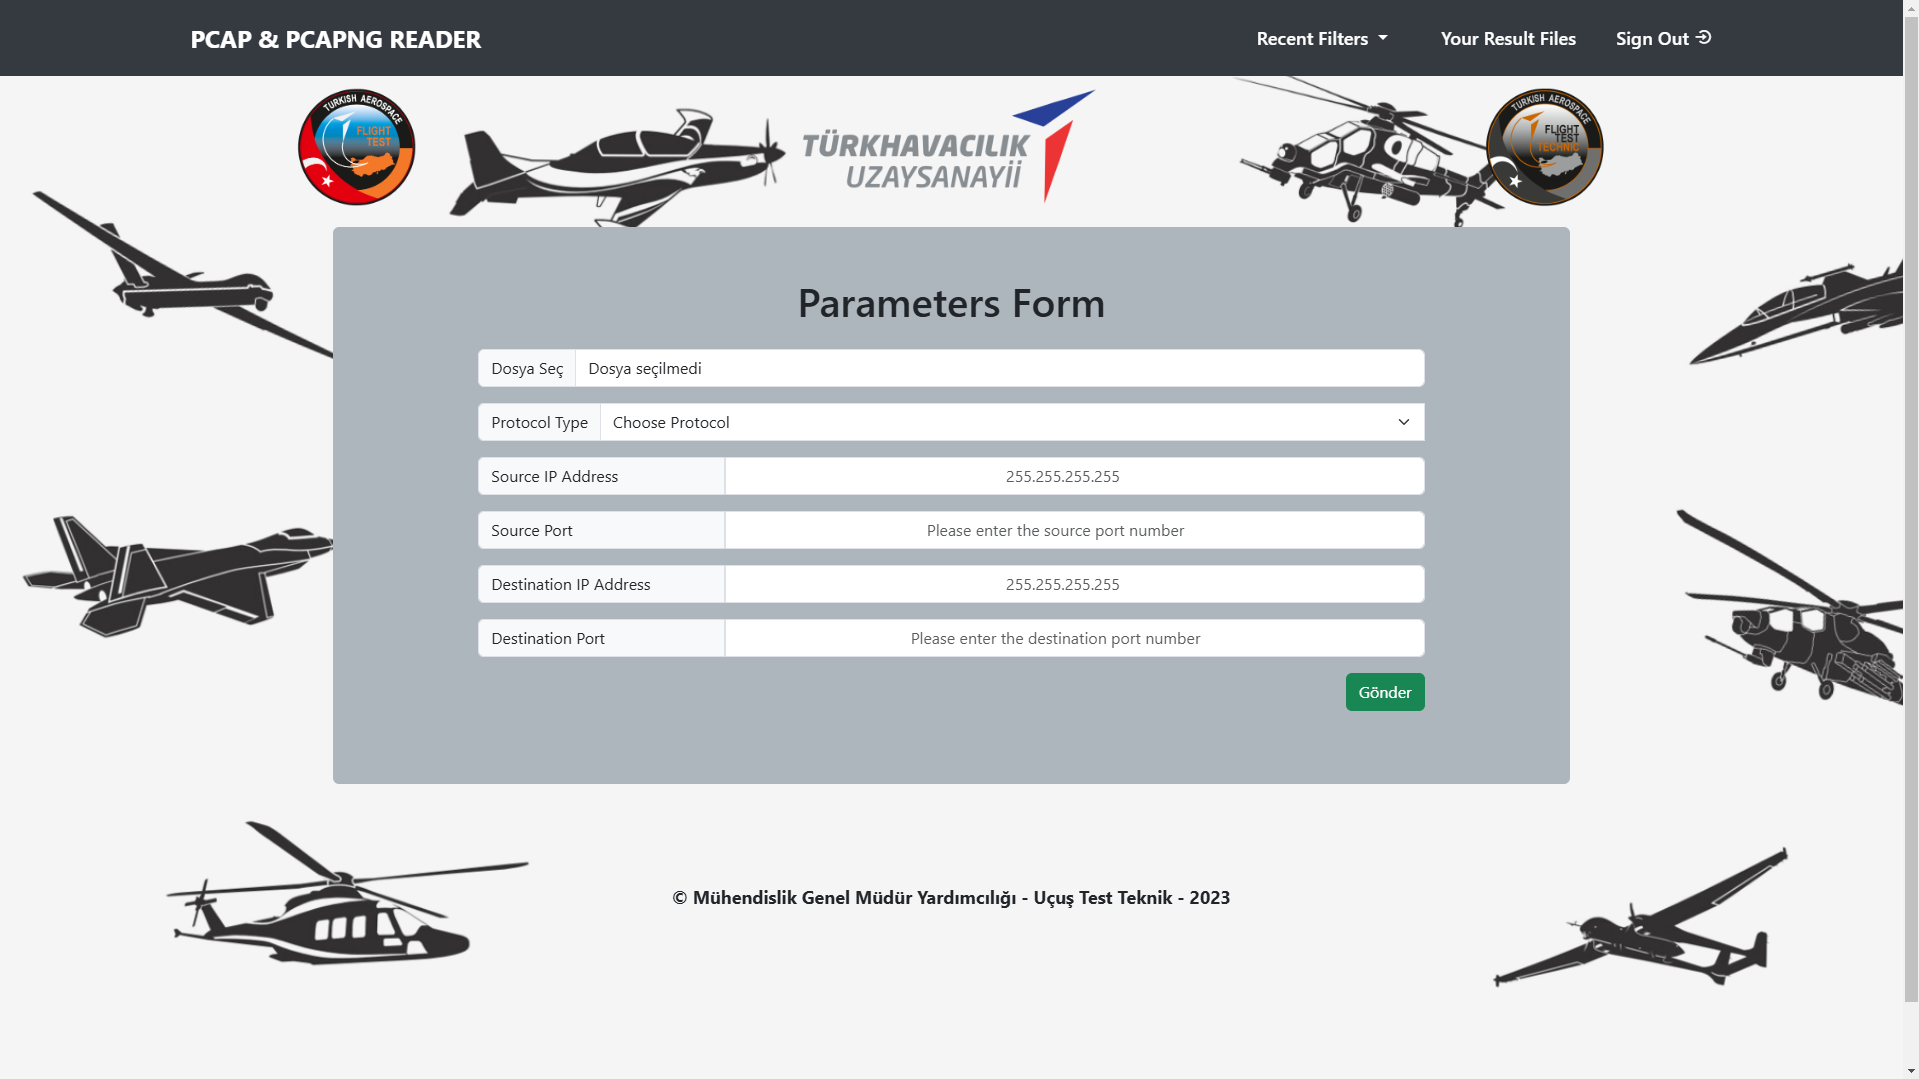 PCAP & PCAPNG READER
Recent Filters
Your Result Files
Sign Out
TURKISH AEROSPACE
FLIGHT
TEST
TÜRKHAVACILIK
UZAYSANAYİİ
TURKISH AEROSPACE
FLIGHT
TEST
TECHNIC
Parameters Form
Dosya Seç
Dosya seçilmedi
Protocol Type
Choose Protocol
Source IP Address
255.255.255.255
Source Port
Please enter the source port number
Destination IP Address
255.255.255.255
Destination Port
Please enter the destination port number
Gönder
© Mühendislik Genel Müdür Yardımcılığı - Uçuş Test Teknik - 2023